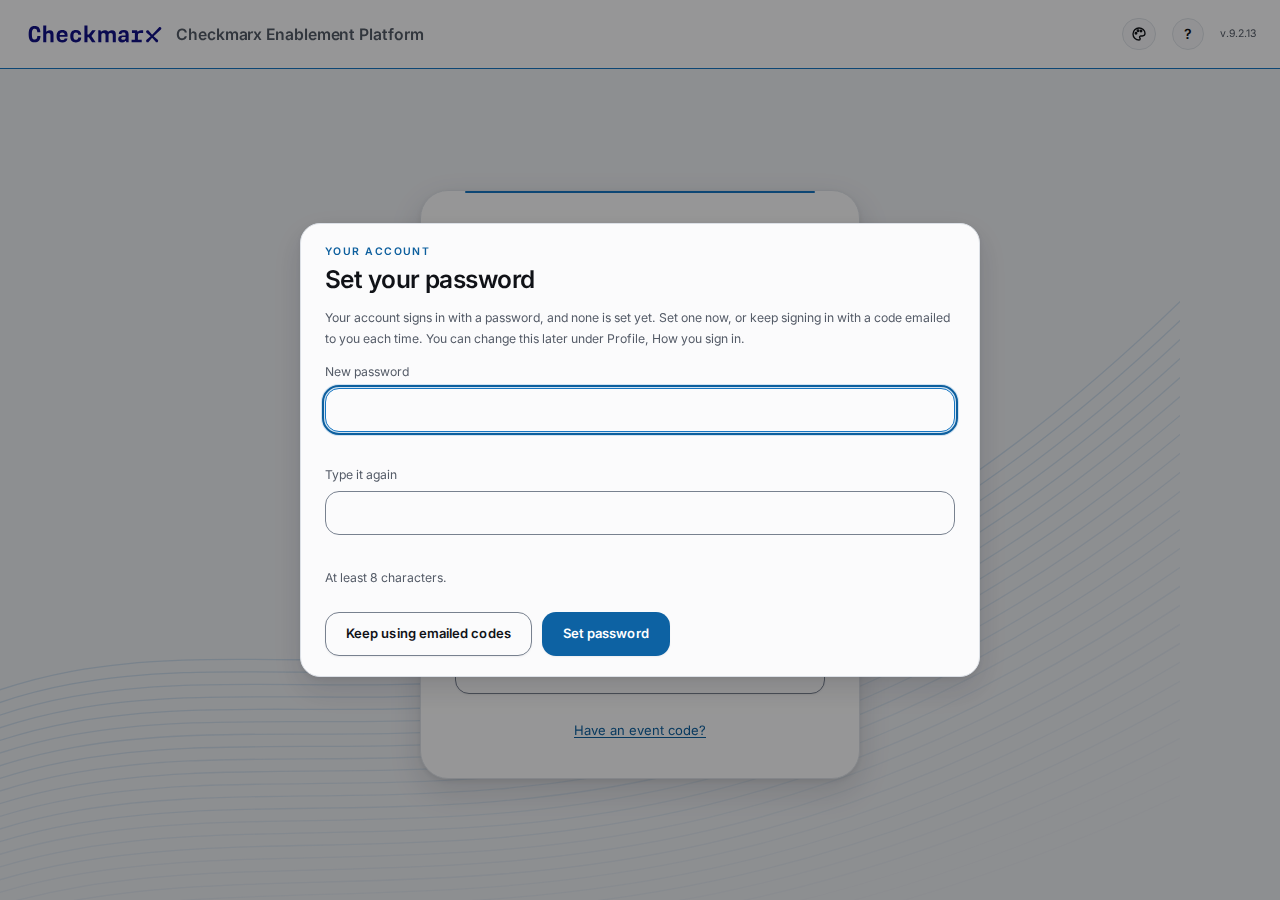 Checkmarx Checkmarx Enablement Platform ? v.9.2.13
YOUR ACCOUNT
Set your password
Your account signs in with a password, and none is set yet. Set one now, or keep signing in with a code emailed
to you each time. You can change this later under Profile, How you sign in.
New password
Type it again
At least 8 characters.
Keep using emailed codes Set password
Have an event code?